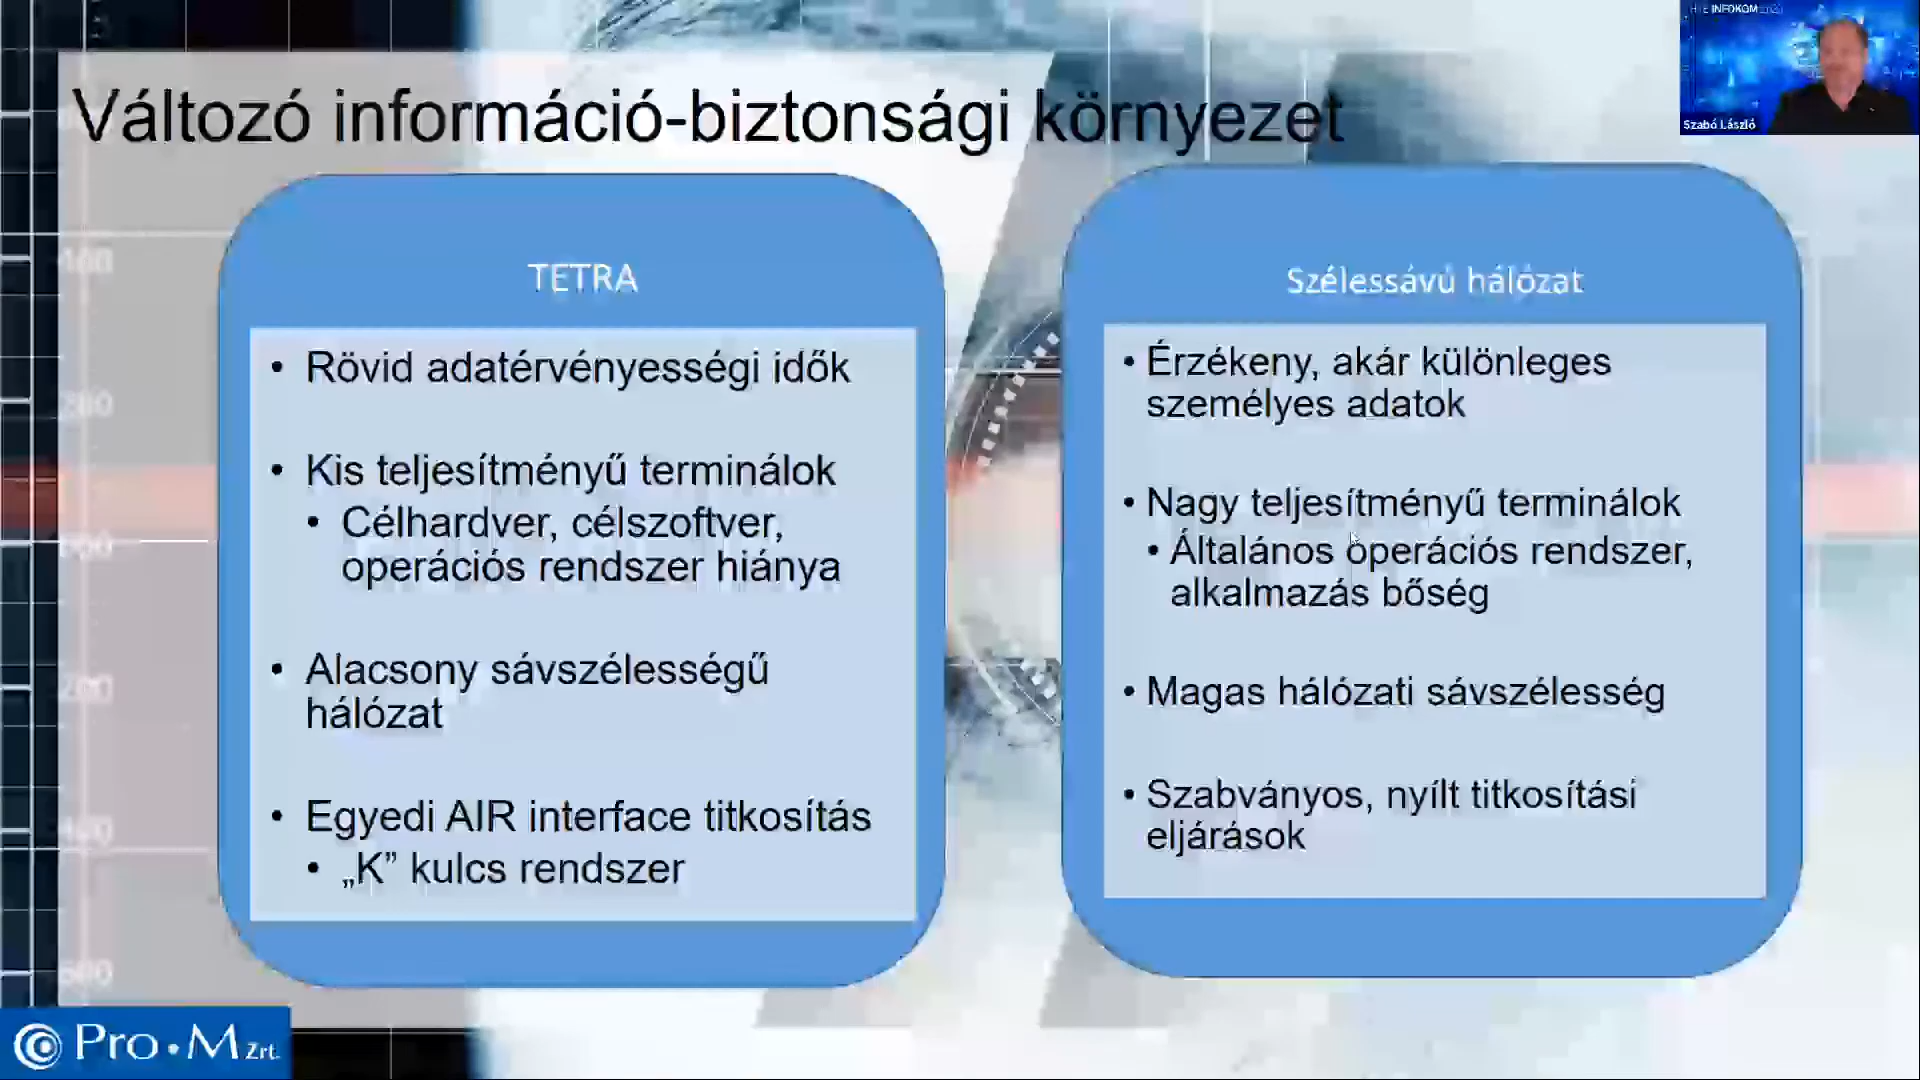 Változó információ-biztonsági környezet
INFOKOM
Szabó László
TETRA
• Rövid adatérvényességi idők
• Kis teljesítményű terminálok
• Célhardver, célszoftver,
operációs rendszer hiánya
• Alacsony sávszélességű
hálózat
• Egyedi AIR interface titkosítás
• „K” kulcs rendszer
Szélessávú hálózat
• Érzékeny, akár különleges
személyes adatok
• Nagy teljesítményű terminálok
• Általános operációs rendszer,
alkalmazás bőség
• Magas hálózati sávszélesség
• Szabványos, nyílt titkosítási
eljárások
Pro•M Zrt.